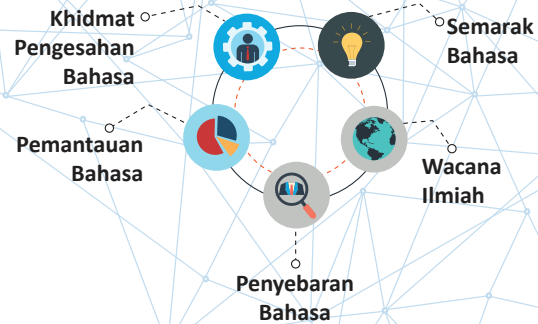 Khidmat
Pengesahan
Bahasa
Semarak
Bahasa
Pemantauan
Bahasa
Wacana
Ilmiah
Penyebaran
Bahasa